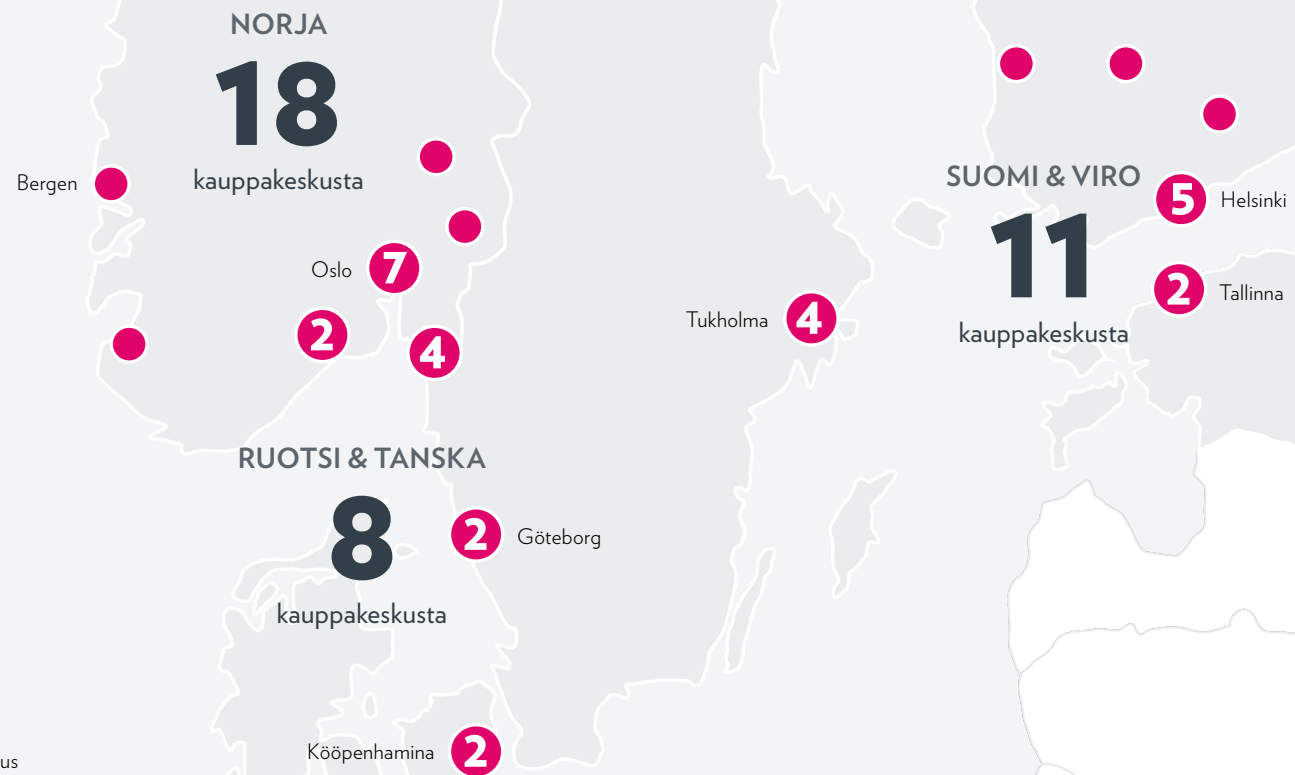 NORJA
18
kauppakeskusta
Bergen
Oslo
7
2
4
SUOMI & VIRO
11
kauppakeskusta
5
Helsinki
2
Tallinna
Tukholma
4
RUOTSI & TANSKA
8
kauppakeskusta
2
Göteborg
Kööpenhamina
2
us